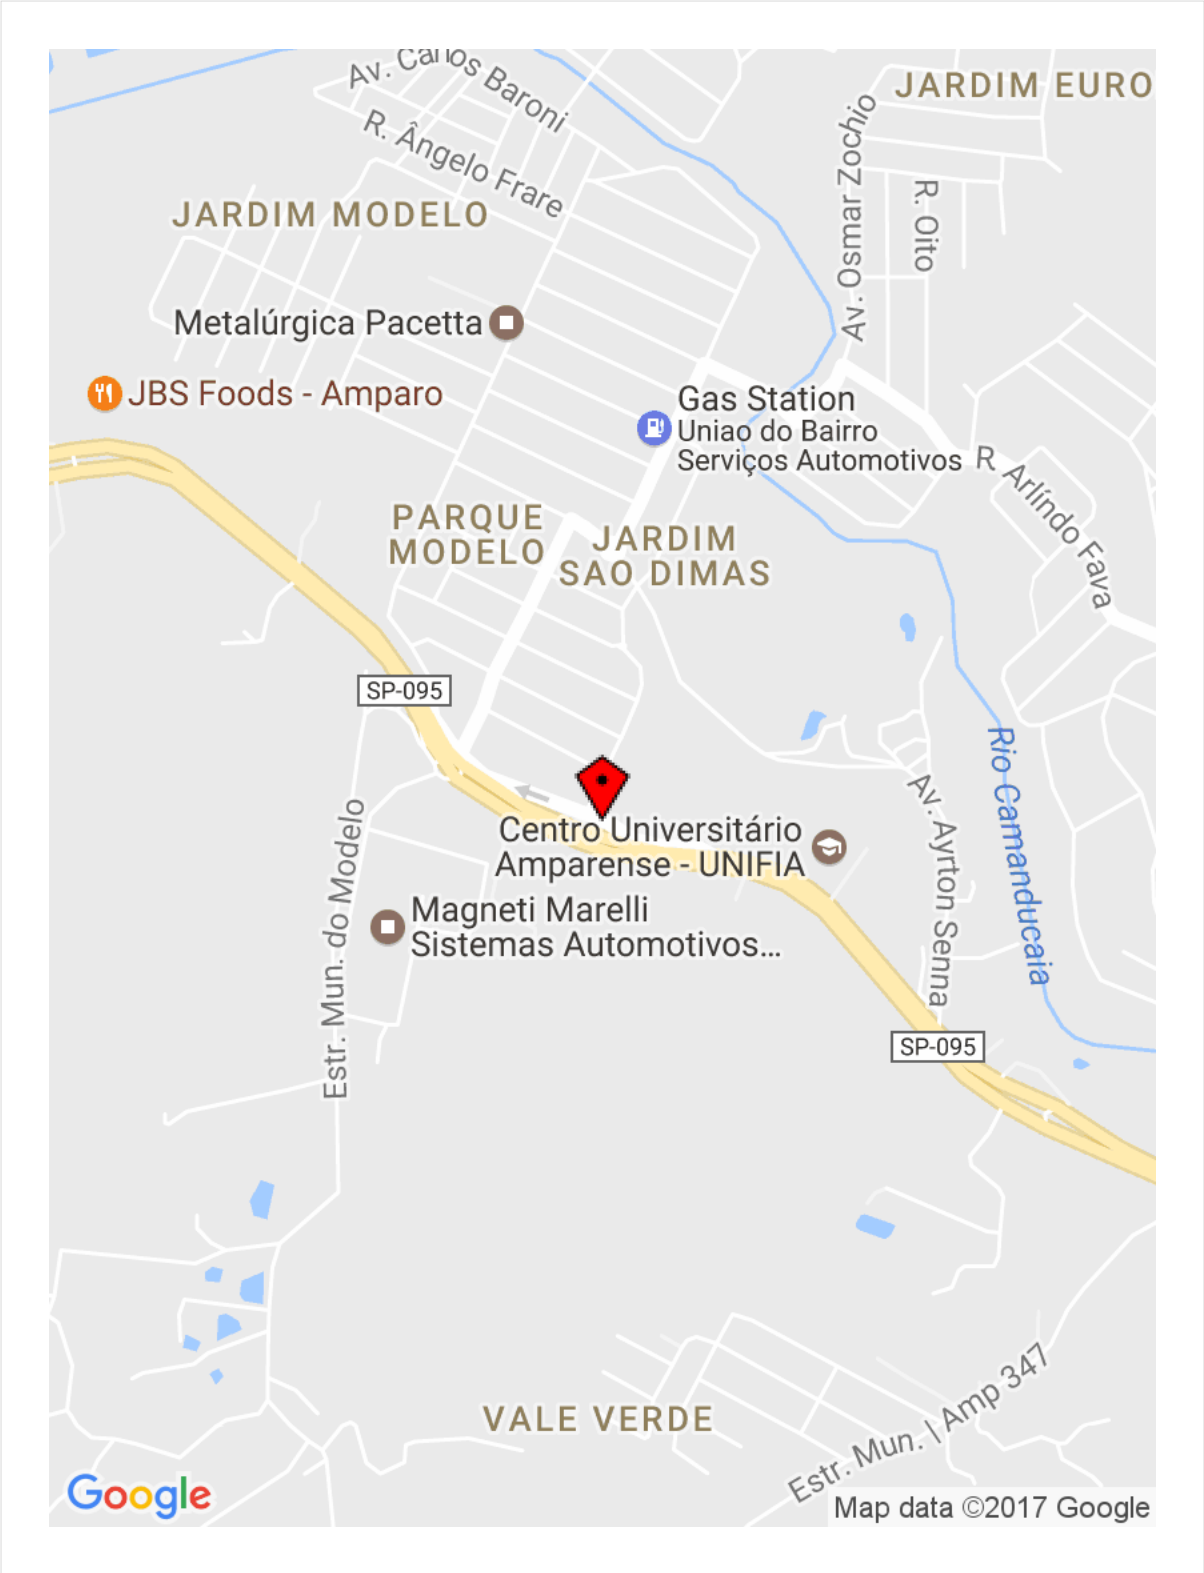 Av. Carlos Baroni
JARDIM EURO
R. Ângelo Frare
Av. Osmar Zochio
R. Oito
JARDIM MODELO
Metalúrgica Pacetta
JBS Foods - Amparo
Gas Station
Uniao do Bairro
Serviços Automotivos
R Arlíndo Fava
PARQUE
MODELO
JARDIM
SAO DIMAS
SP-095
Rio Camanducaia
Av. Ayrton Senna
Estr. Mun. do Modelo
Centro Universitário
Amparense - UNIFIA
Magneti Marelli
Sistemas Automotivos...
SP-095
Estr. Mun. | Amp 347
VALE VERDE
Google
Map data ©2017 Google